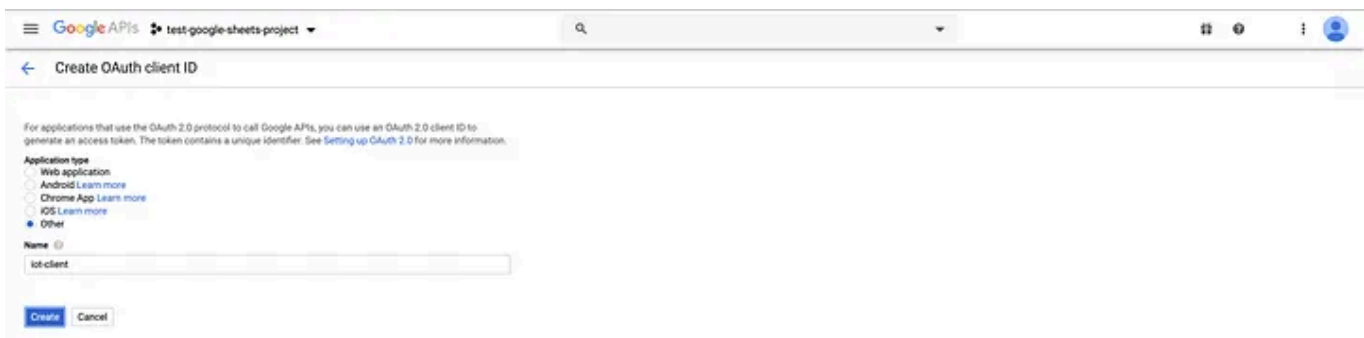 Google APIs test-google-sheets-project
Create OAuth client ID
For applications that use the OAuth 2.0 protocol to call Google APIs, you can use an OAuth 2.0 client ID to
generate an access token. The token contains a unique identifier. See Setting up OAuth 2.0 for more information.
Application type
Web application
Android Learn more
Chrome App Learn more
iOS Learn more
Other
Name
iot-client
Create Cancel